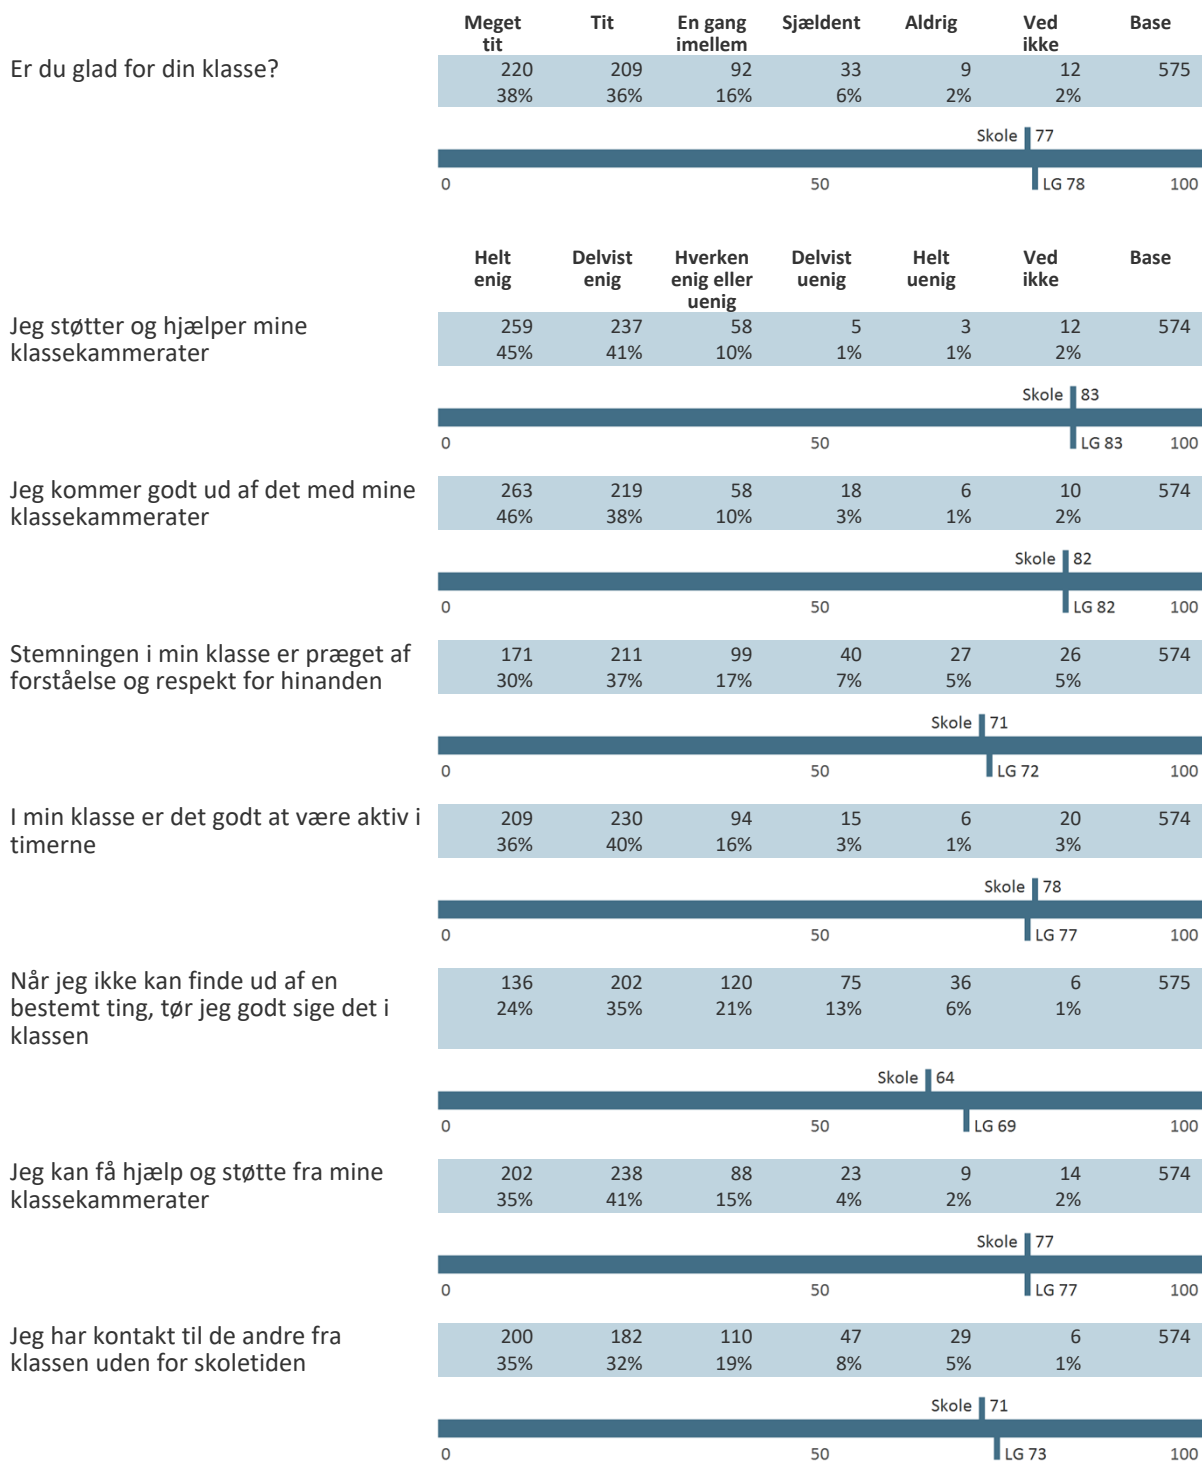 Meget tit Tit En gang imellem Sjældent Aldrig Ved ikke Base
Er du glad for din klasse? 220 209 92 33 9 12 575
38% 36% 16% 6% 2% 2%
Skole 77
0 50 LG 78 100
Helt enig Delvist enig Hverken enig eller uenig Delvist uenig Helt uenig Ved ikke Base
Jeg støtter og hjælper mine 259 237 58 5 3 12 574
klassekammerater 45% 41% 10% 1% 1% 2%
Skole 83
0 50 LG 83 100
Jeg kommer godt ud af det med mine 263 219 58 18 6 10 574
klassekammerater 46% 38% 10% 3% 1% 2%
Skole 82
0 50 LG 82 100
Stemningen i min klasse er præget af 171 211 99 40 27 26 574
forståelse og respekt for hinanden 30% 37% 17% 7% 5% 5%
Skole 71
0 50 LG 72 100
I min klasse er det godt at være aktiv i 209 230 94 15 6 20 574
timerne 36% 40% 16% 3% 1% 3%
Skole 78
0 50 LG 77 100
Når jeg ikke kan finde ud af en 136 202 120 75 36 6 575
bestemt ting, tør jeg godt sige det i 24% 35% 21% 13% 6% 1%
klassen
Skole 64
0 50 LG 69 100
Jeg kan få hjælp og støtte fra mine 202 238 88 23 9 14 574
klassekammerater 35% 41% 15% 4% 2% 2%
Skole 77
0 50 LG 77 100
Jeg har kontakt til de andre fra 200 182 110 47 29 6 574
klassen uden for skoletiden 35% 32% 19% 8% 5% 1%
Skole 71
0 50 LG 73 100